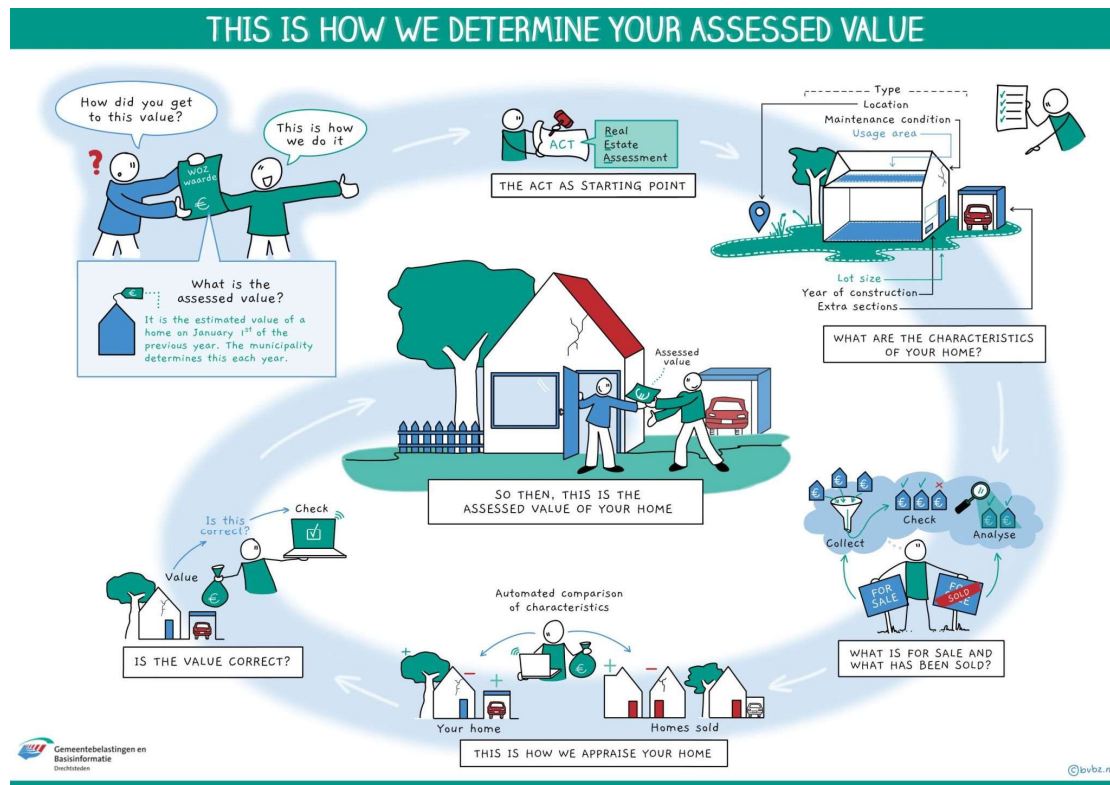 THIS IS HOW WE DETERMINE YOUR ASSESSED VALUE
How did you get
to this value?
This is how
we do it
?
WOZ
waarde
€
What is the
assessed value?
€
It is the estimated value of a
home on January 1st of the
previous year. The municipality
determines this each year.
ACT
Real
Estate
Assessment
THE ACT AS STARTING POINT
Type
Location
Maintenance condition
Usage area
Lot size
Year of construction
Extra sections
WHAT ARE THE CHARACTERISTICS
OF YOUR HOME?
€ € €
€ € €
€ €
Collect
Check
Analyse
FOR
SALE
FOR
SALE
SOLD
WHAT IS FOR SALE AND
WHAT HAS BEEN SOLD?
Automated comparison
of characteristics
€
+ - +
+ - +
Your home
Homes sold
THIS IS HOW WE APPRAISE YOUR HOME
Is this
correct?
Check
Value
€
IS THE VALUE CORRECT?
Assessed
value
€
SO THEN, THIS IS THE
ASSESSED VALUE OF YOUR HOME
Gemeentebelastingen en
Basisinformatie
Drechtsteden